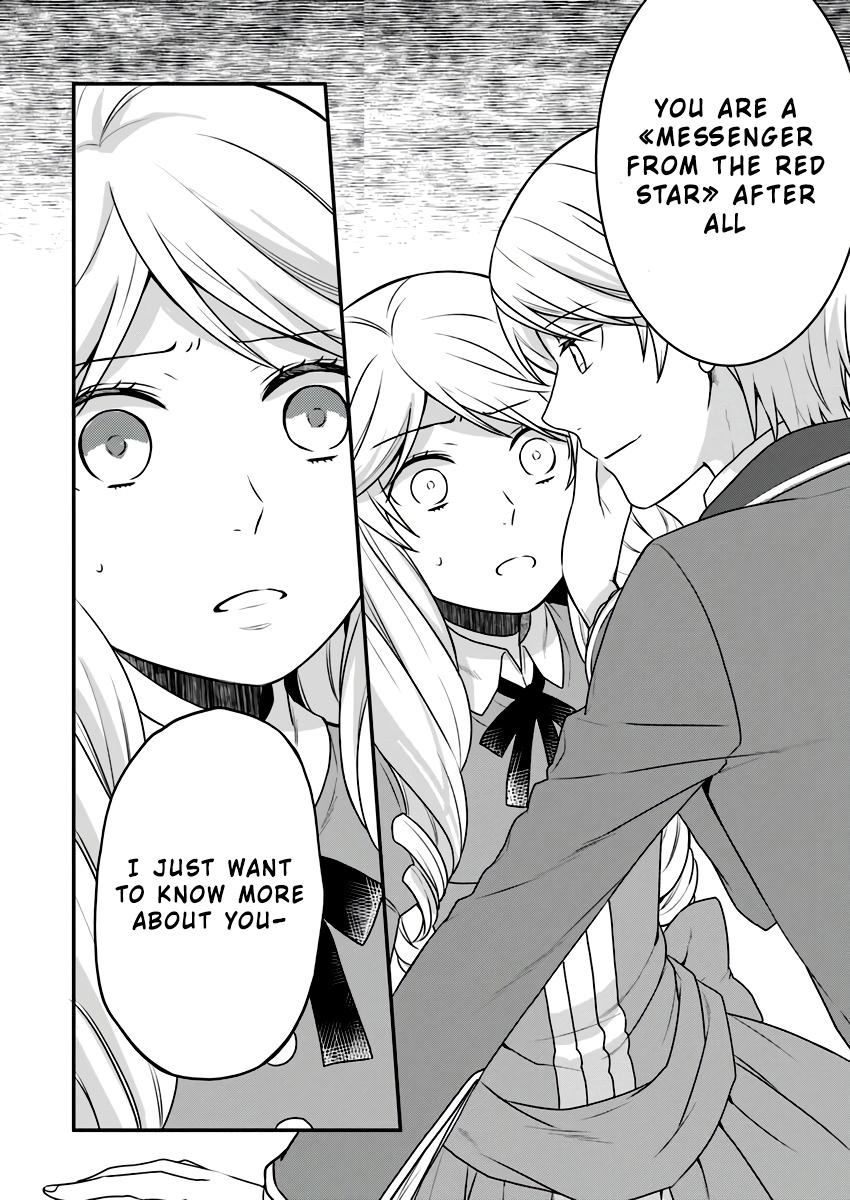 YOU ARE A
«MESSENGER
FROM THE RED
STAR» AFTER
ALL
I JUST WANT
TO KNOW MORE
ABOUT YOU-